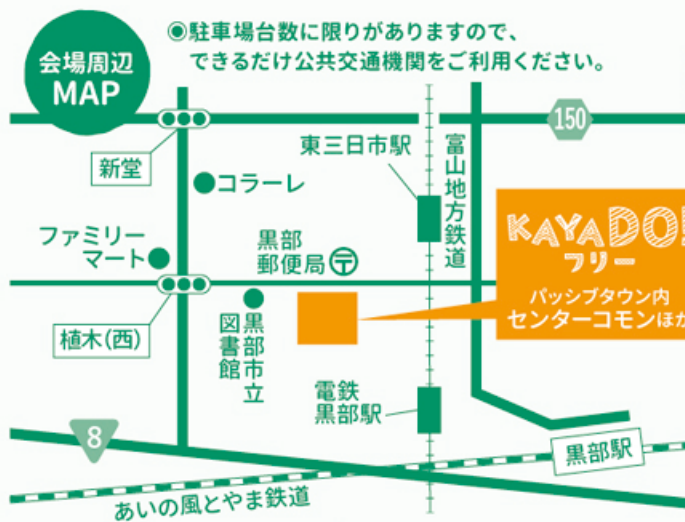 会場周辺
MAP
◉駐車場台数に限りがありますので、
できるだけ公共交通機関をご利用ください。
150
新堂
東三日市駅
富山地方鉄道
コラーレ
ファミリー
マート
黒部
郵便局
KAYADO!
フリー
パッシブタウン内
センターコモンほか
植木(西)
黒部市立
図書館
電鉄
黒部駅
8
黒部駅
あいの風とやま鉄道